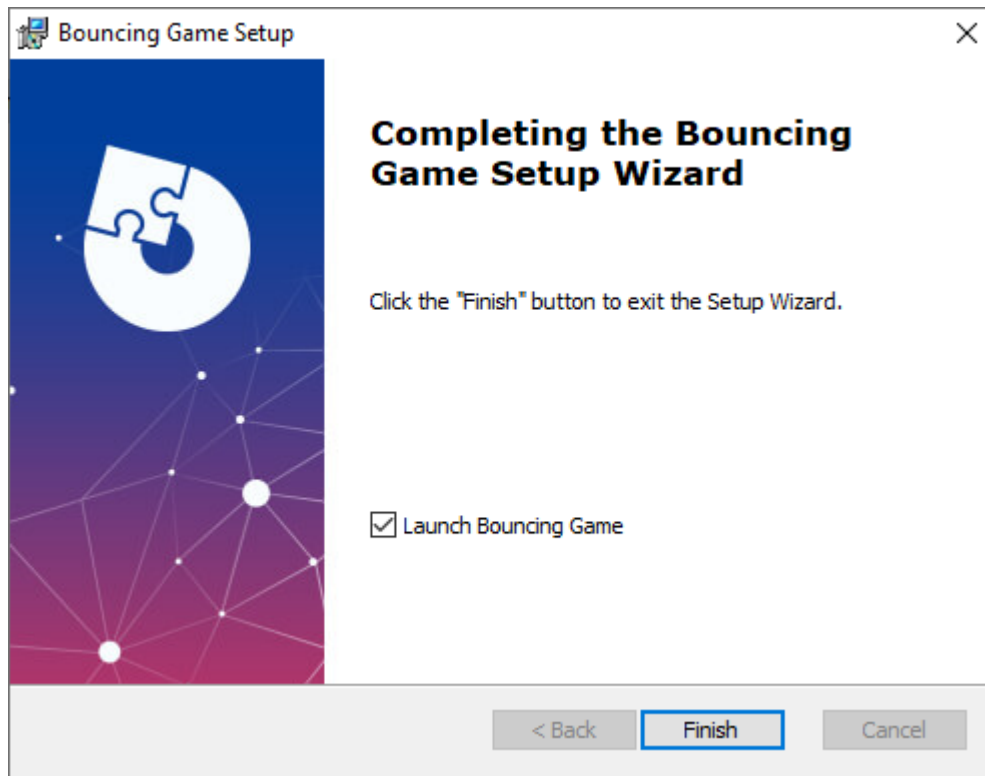 Bouncing Game Setup
Completing the Bouncing
Game Setup Wizard
Click the "Finish" button to exit the Setup Wizard.
Launch Bouncing Game
< Back
Finish
Cancel